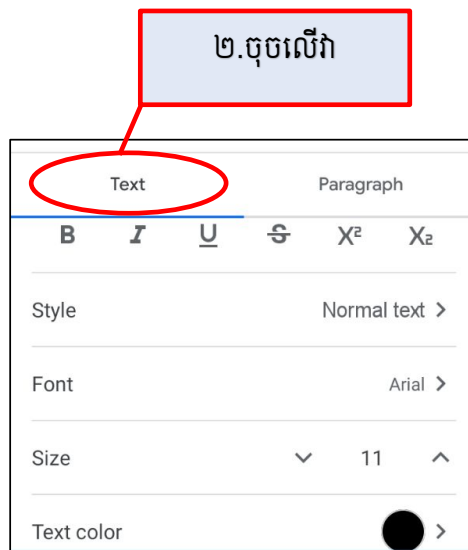 ២.ចុចលើវា
Text Paragraph
B I U S X² X₂
Style Normal text
Font Arial
Size 11
Text color